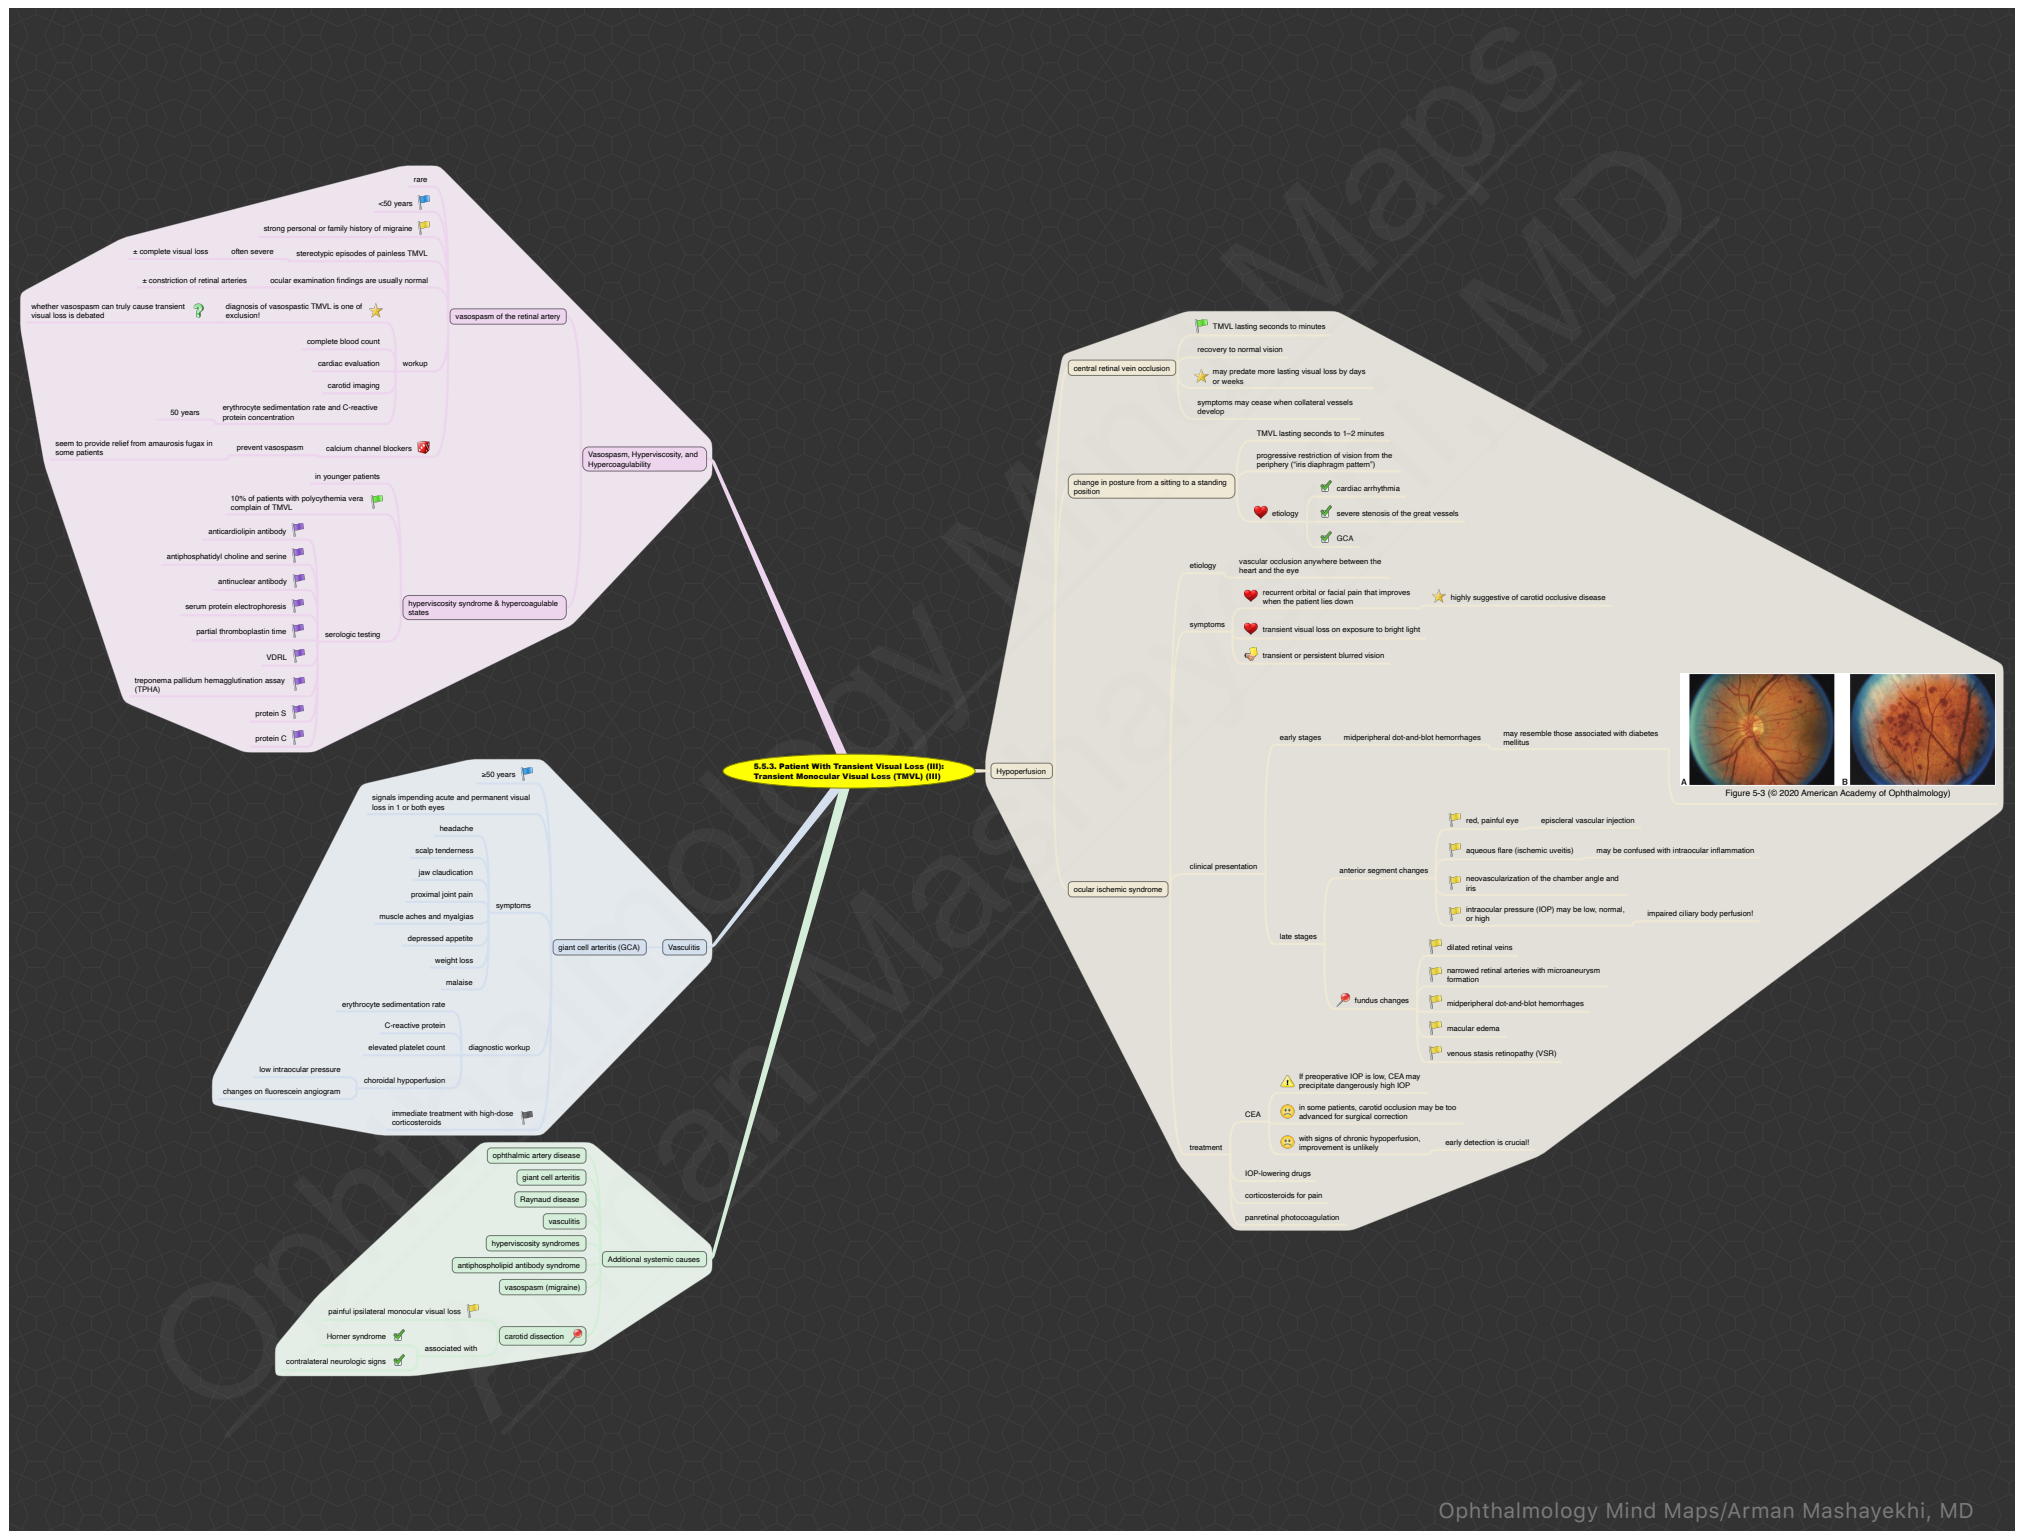 5.5.3. Patient With Transient Visual Loss (III):
Transient Monocular Visual Loss (TMVL) (III)
Hypoperfusion
central retinal vein occlusion
TMVL lasting seconds to minutes
recovery to normal vision
may predate more lasting visual loss by days
or weeks
symptoms may cease when collateral vessels
develop
change in posture from a sitting to a standing
position
TMVL lasting seconds to 1–2 minutes
progressive restriction of vision from the
periphery (“iris diaphragm pattern”)
etiology
cardiac arrhythmia
severe stenosis of the great vessels
GCA
ocular ischemic syndrome
etiology
vascular occlusion anywhere between the
heart and the eye
symptoms
recurrent orbital or facial pain that improves
when the patient lies down
highly suggestive of carotid occlusive disease
transient visual loss on exposure to bright light
transient or persistent blurred vision
clinical presentation
early stages
midperipheral dot-and-blot hemorrhages
may resemble those associated with diabetes
mellitus
A
B
Figure 5-3 (© 2020 American Academy of Ophthalmology)
late stages
anterior segment changes
red, painful eye
episcleral vascular injection
aqueous flare (ischemic uveitis)
may be confused with intraocular inflammation
neovascularization of the chamber angle and
iris
intraocular pressure (IOP) may be low, normal,
or high
impaired ciliary body perfusion!
fundus changes
dilated retinal veins
narrowed retinal arteries with microaneurysm
formation
midperipheral dot-and-blot hemorrhages
macular edema
venous stasis retinopathy (VSR)
treatment
CEA
If preoperative IOP is low, CEA may
precipitate dangerously high IOP
in some patients, carotid occlusion may be too
advanced for surgical correction
with signs of chronic hypoperfusion,
improvement is unlikely
early detection is crucial!
IOP-lowering drugs
corticosteroids for pain
panretinal photocoagulation
Vasospasm, Hyperviscosity, and
Hypercoagulability
vasospasm of the retinal artery
rare
<50 years
strong personal or family history of migraine
stereotypic episodes of painless TMVL
often severe
± complete visual loss
ocular examination findings are usually normal
± constriction of retinal arteries
workup
diagnosis of vasospastic TMVL is one of
exclusion!
whether vasospasm can truly cause transient
visual loss is debated
complete blood count
cardiac evaluation
carotid imaging
erythrocyte sedimentation rate and C-reactive
protein concentration
50 years
calcium channel blockers
prevent vasospasm
seem to provide relief from amaurosis fugax in
some patients
hyperviscosity syndrome & hypercoagulable
states
in younger patients
10% of patients with polycythemia vera
complain of TMVL
serologic testing
anticardiolipin antibody
antiphosphatidyl choline and serine
antinuclear antibody
serum protein electrophoresis
partial thromboplastin time
VDRL
treponema pallidum hemagglutination assay
(TPHA)
protein S
protein C
Vasculitis
giant cell arteritis (GCA)
≥50 years
signals impending acute and permanent visual
loss in 1 or both eyes
symptoms
headache
scalp tenderness
jaw claudication
proximal joint pain
muscle aches and myalgias
depressed appetite
weight loss
malaise
diagnostic workup
erythrocyte sedimentation rate
C-reactive protein
elevated platelet count
choroidal hypoperfusion
low intraocular pressure
changes on fluorescein angiogram
immediate treatment with high-dose
corticosteroids
Additional systemic causes
ophthalmic artery disease
giant cell arteritis
Raynaud disease
vasculitis
hyperviscosity syndromes
antiphospholipid antibody syndrome
vasospasm (migraine)
carotid dissection
painful ipsilateral monocular visual loss
associated with
Horner syndrome
contralateral neurologic signs
Ophthalmology Mind Maps
Arman Mashayekhi, MD
Ophthalmology Mind Maps/Arman Mashayekhi, MD